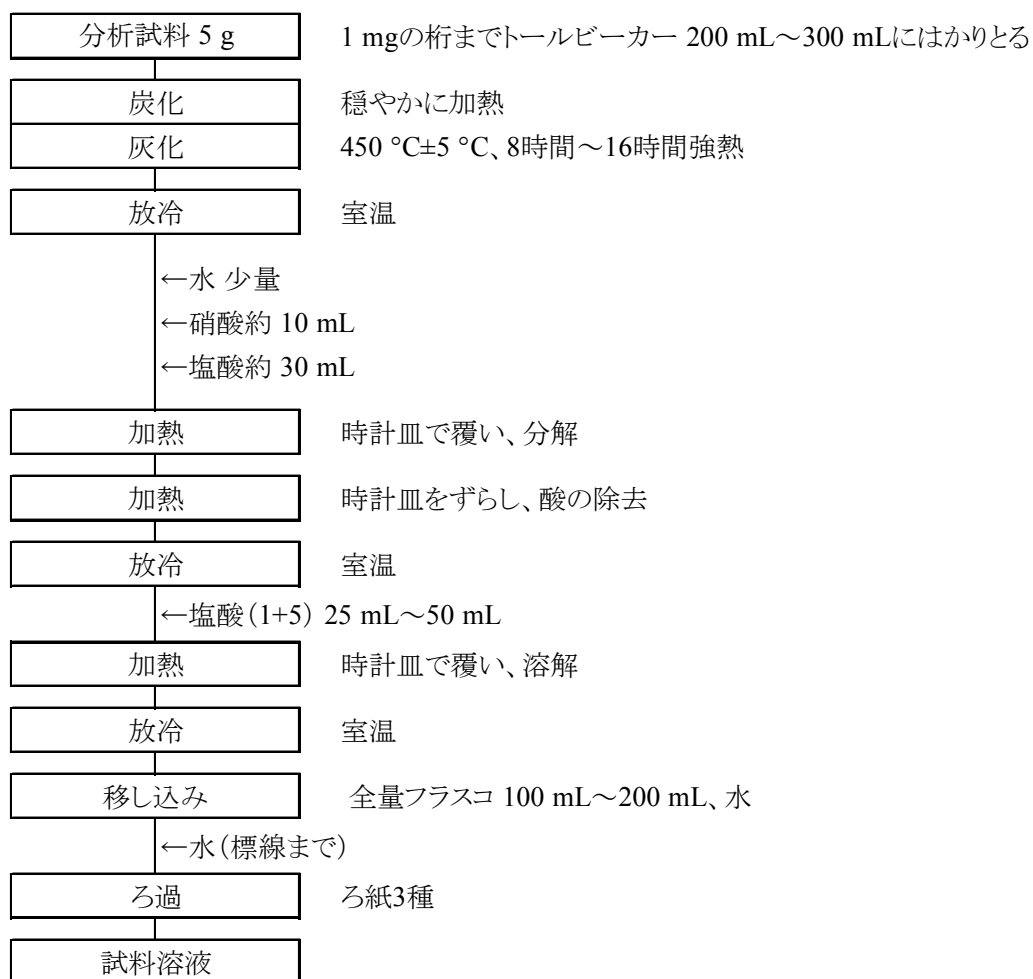 分析試料 5 g 1 mgの桁までトールビーカー 200 mL～300 mLにはかりとる
炭化 穏やかに加熱
灰化 450 °C±5 °C、8時間～16時間強熱
放冷 室温
←水 少量
←硝酸約 10 mL
←塩酸約 30 mL
加熱 時計皿で覆い、分解
加熱 時計皿をずらし、酸の除去
放冷 室温
←塩酸（1+5） 25 mL～50 mL
加熱 時計皿で覆い、溶解
放冷 室温
移し込み 全量フラスコ 100 mL～200 mL、水
←水（標線まで）
ろ過 ろ紙3種
試料溶液